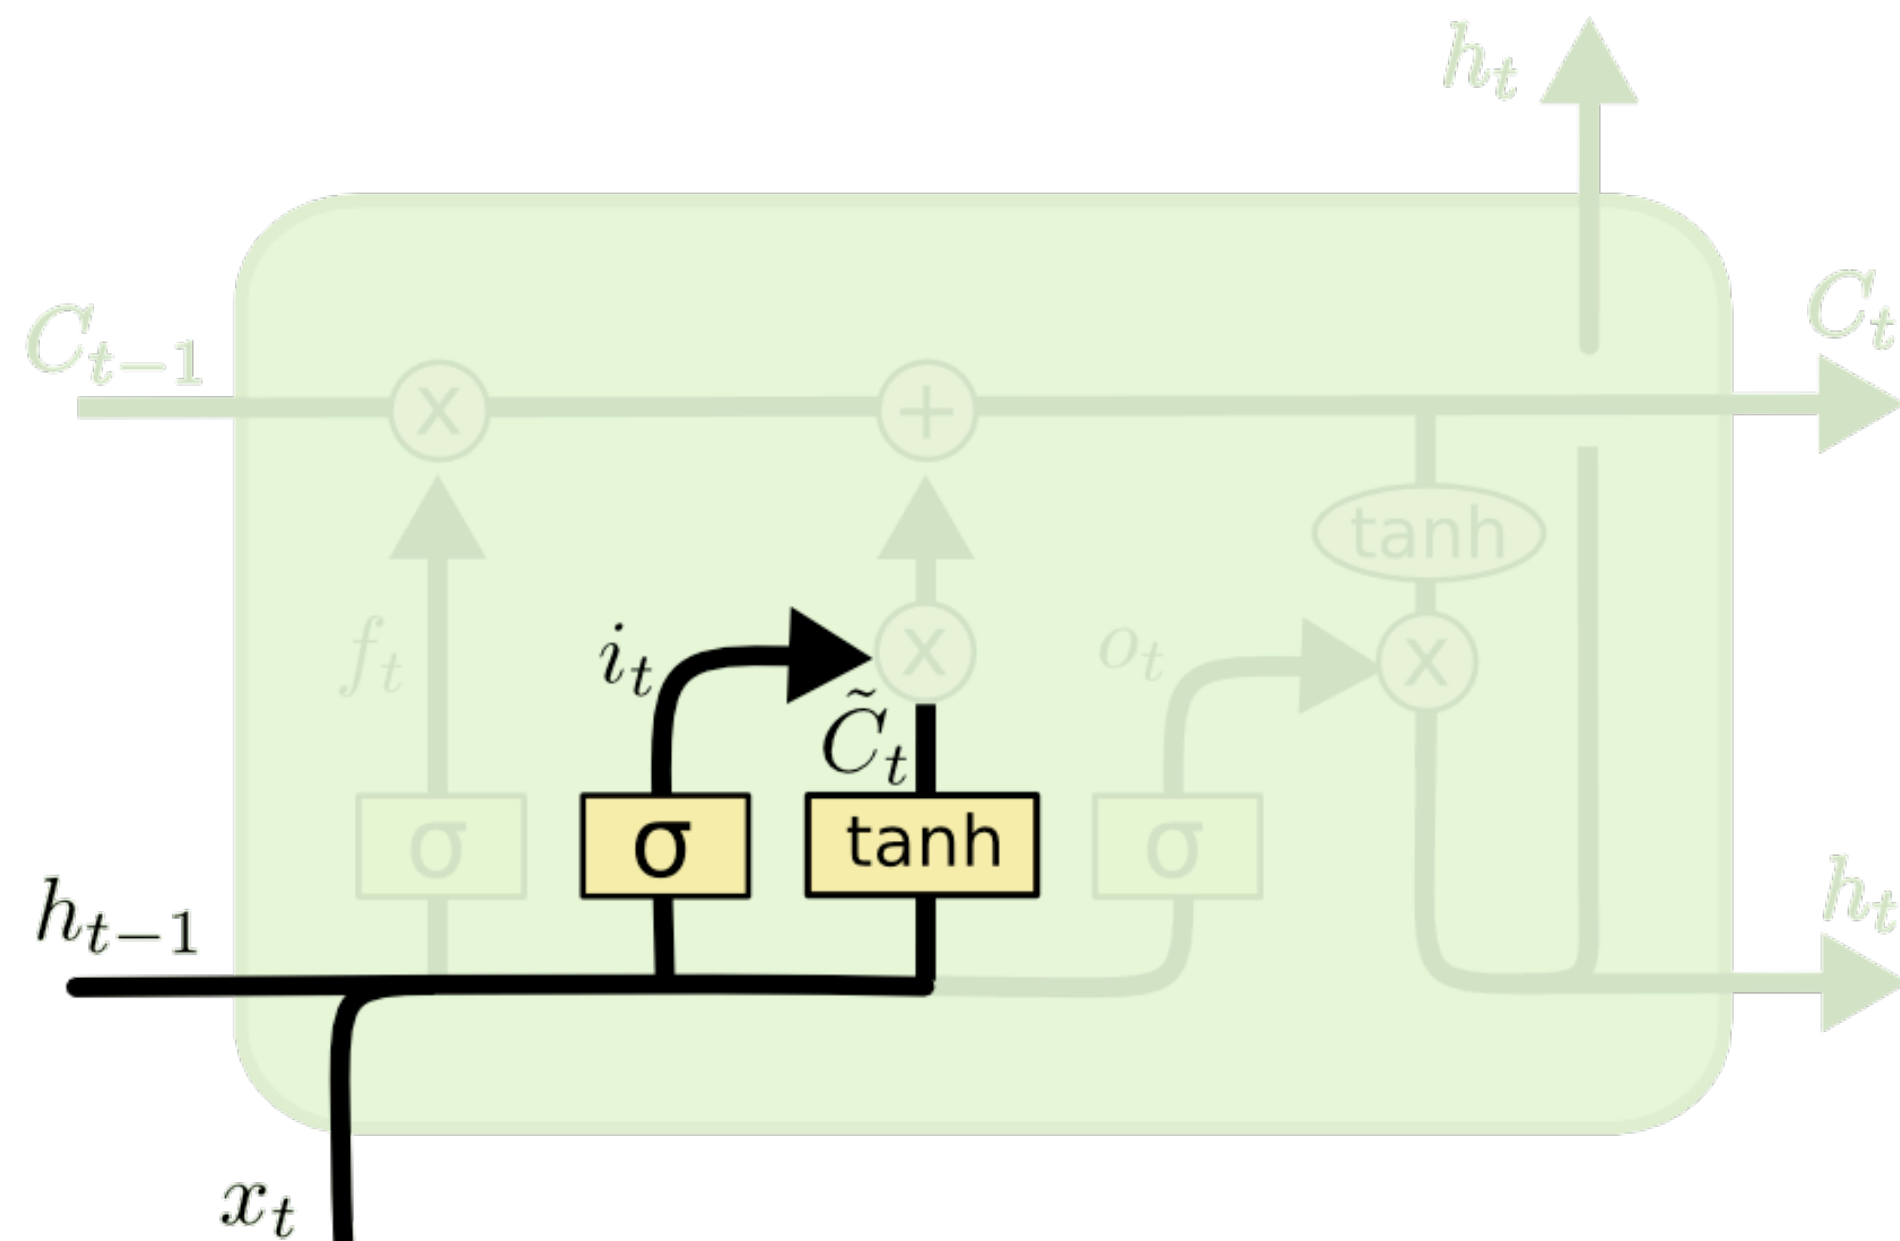 h_t
C_{t-1}
C_t
x
+
tanh
f_t
i_t
x
o_t
x
C̃_t
σ
σ
tanh
σ
h_{t-1}
h_t
x_t